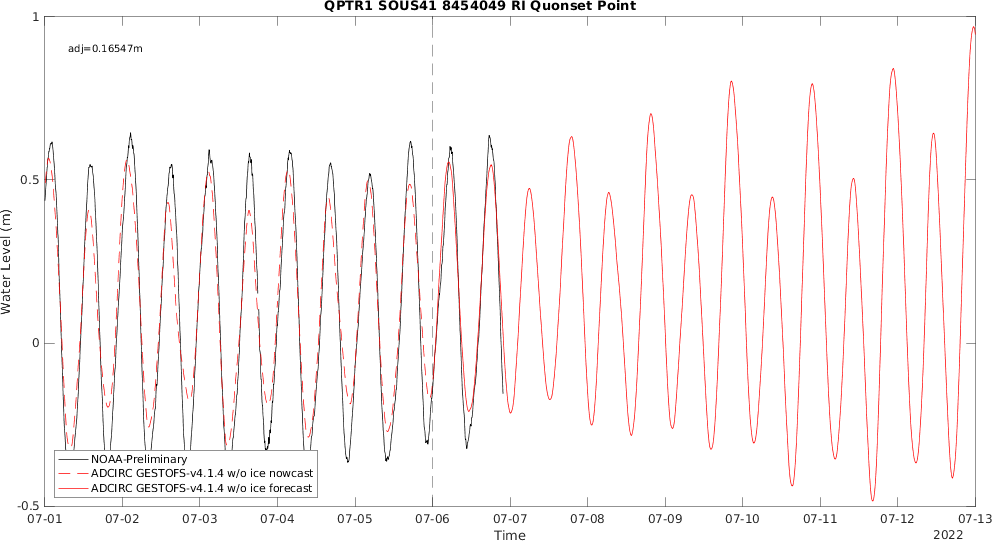 QPTR1 SOUS41 8454049 RI Quonset Point
adj=0.16547m
1
0.5
0
-0.5
Water Level (m)
NOAA-Preliminary
ADCIRC GESTOFS-v4.1.4 w/o ice nowcast
ADCIRC GESTOFS-v4.1.4 w/o ice forecast
07-01 07-02 07-03 07-04 07-05 07-06 07-07 07-08 07-09 07-10 07-11 07-12 07-13
Time
2022